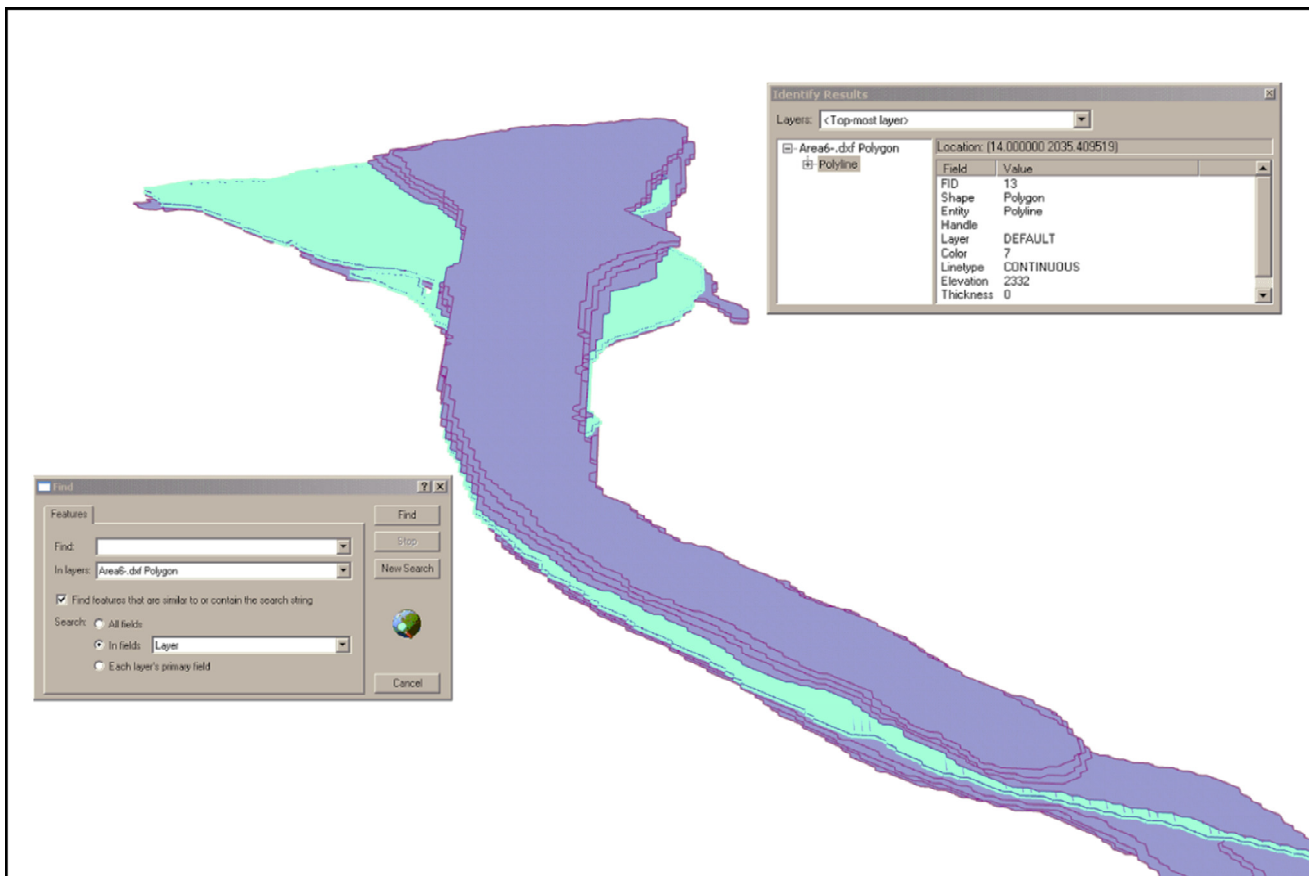 Identify Results
Layers: <Top-most layer>
Area6-.dxf Polygon
Polyline
Location: (14.000000 2035.409519)
Field Value
FID 13
Shape Polygon
Entity Polyline
Handle
Layer DEFAULT
Color 7
Linetype CONTINUOUS
Elevation 2332
Thickness 0
Find
Features
Find:
In layers: Area6-.dxf Polygon
Find features that are similar to or contain the search string
Search: All fields
In fields Layer
Each layer's primary field
Find
Stop
New Search
Cancel